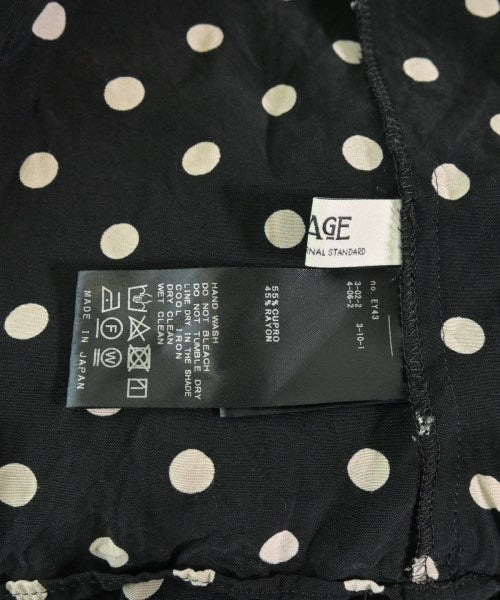 AGE
NAL STANDARD
no. EY43
3-02-2 3-10-1
4-06-2
55% CUPRO
45% RAYON
HAND WASH
DO NOT BLEACH
DO NOT TUMBLE DRY
LINE DRY IN THE SHADE
COOL IRON
DRY CLEAN
WET CLEAN
F W
MADE IN JAPAN